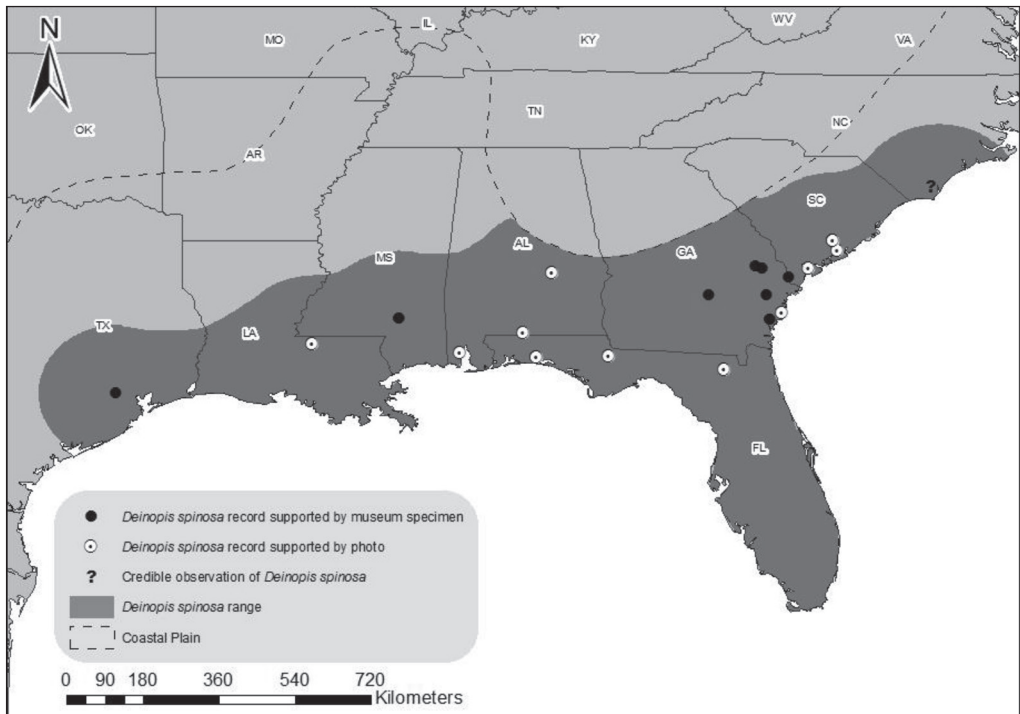 N
MO
IL
KY
WV
VA
OK
AR
TN
NC
SC
MS
AL
GA
TX
LA
?
FL
Deinopis spinosa record supported by museum specimen
Deinopis spinosa record supported by photo
? Credible observation of Deinopis spinosa
Deinopis spinosa range
Coastal Plain
0 90 180 360 540 720
Kilometers